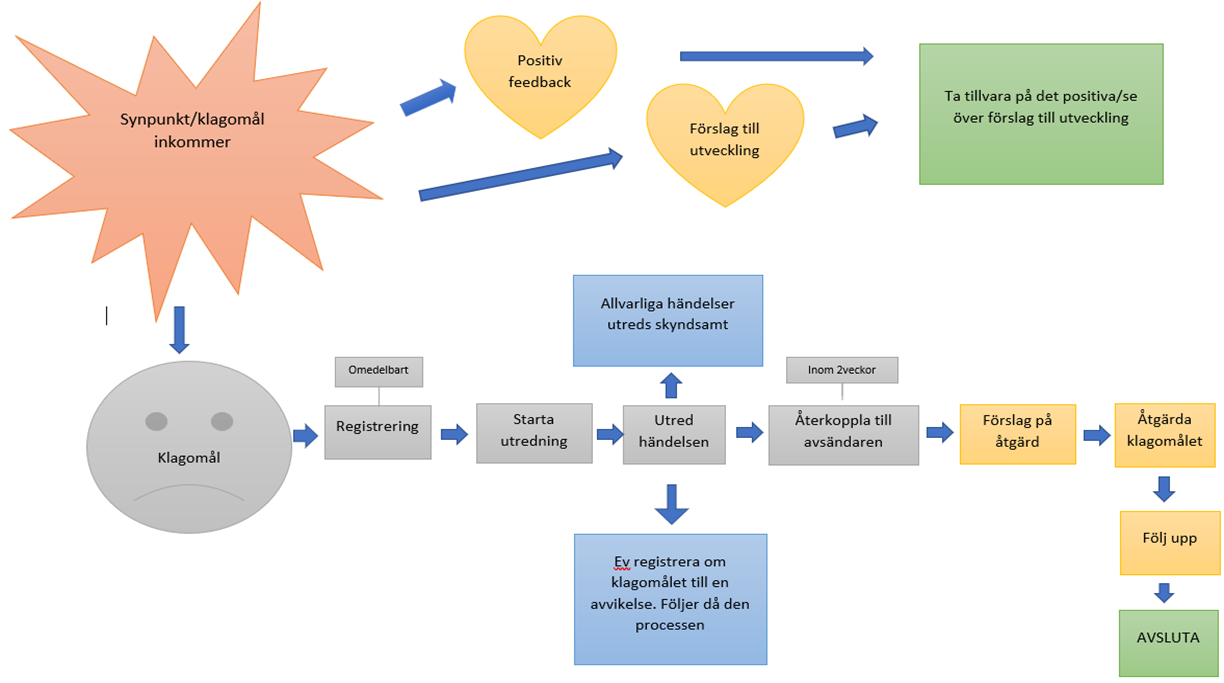 Synpunkt/klagomål
inkommer
Positiv
feedback
Förslag till
utveckling
Ta tillvara på det positiva/se
över förslag till utveckling
Allvarliga händelser
utreds skyndsamt
Klagomål
Omedelbart
Registrering
Starta
utredning
Utred
händelsen
Inom 2veckor
Återkoppla till
avsändaren
Förslag på
åtgärd
Åtgärda
klagomålet
Ev registrera om
klagomålet till en
avvikelse. Följer då den
processen
Följ upp
AVSLUTA